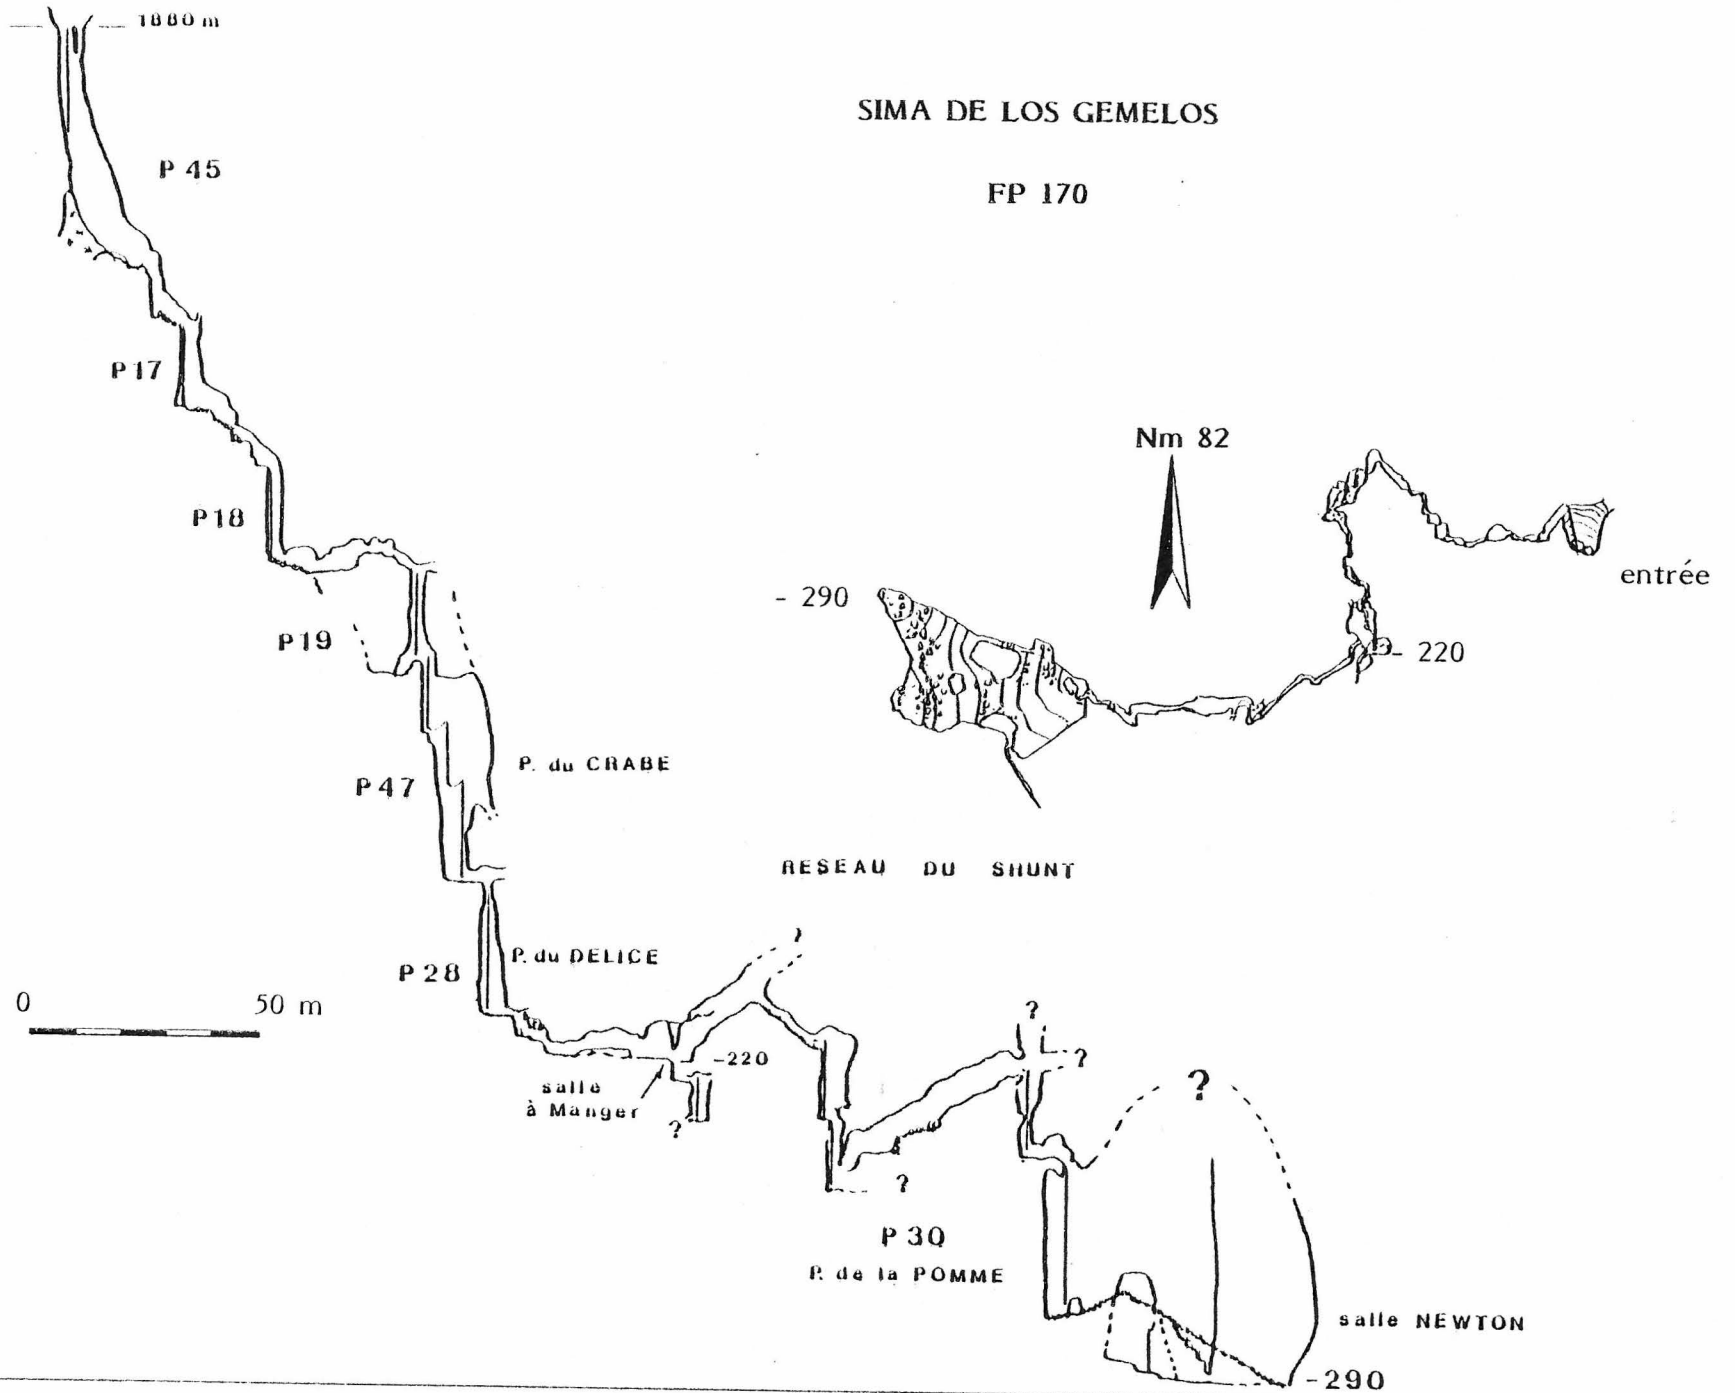 1880 m
SIMA DE LOS GEMELOS
FP 170
P 45
P 17
P 18
P 19
Nm 82
entrée
- 290
- 220
P. du CRABE
P 47
RESEAU DU SHUNT
P. du DELICE
P 28
0 50 m
?
-220
salle
à Manger
?
?
?
?
?
P 30
P. de la POMME
salle NEWTON
-290